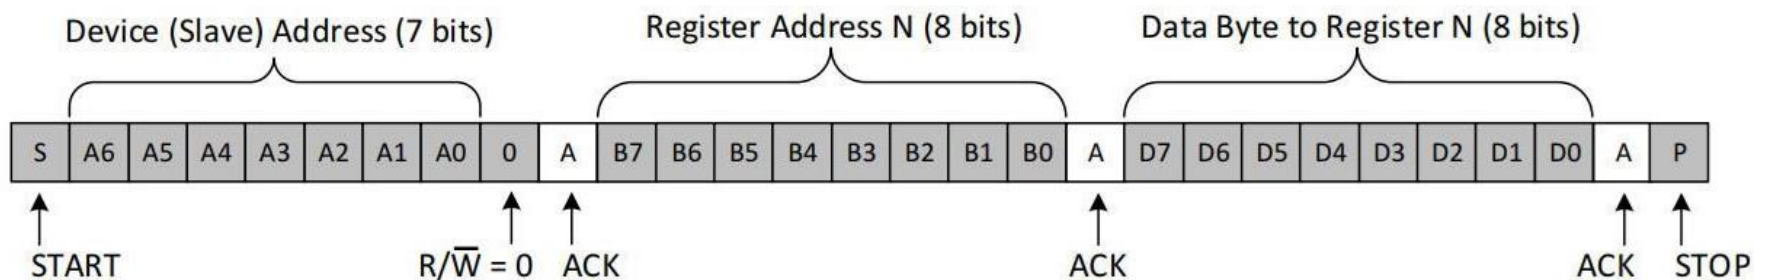 Device (Slave) Address (7 bits) Register Address N (8 bits) Data Byte to Register N (8 bits)
S A6 A5 A4 A3 A2 A1 A0 0 A B7 B6 B5 B4 B3 B2 B1 B0 A D7 D6 D5 D4 D3 D2 D1 D0 A P
START R/W̅ = 0 ACK ACK ACK STOP